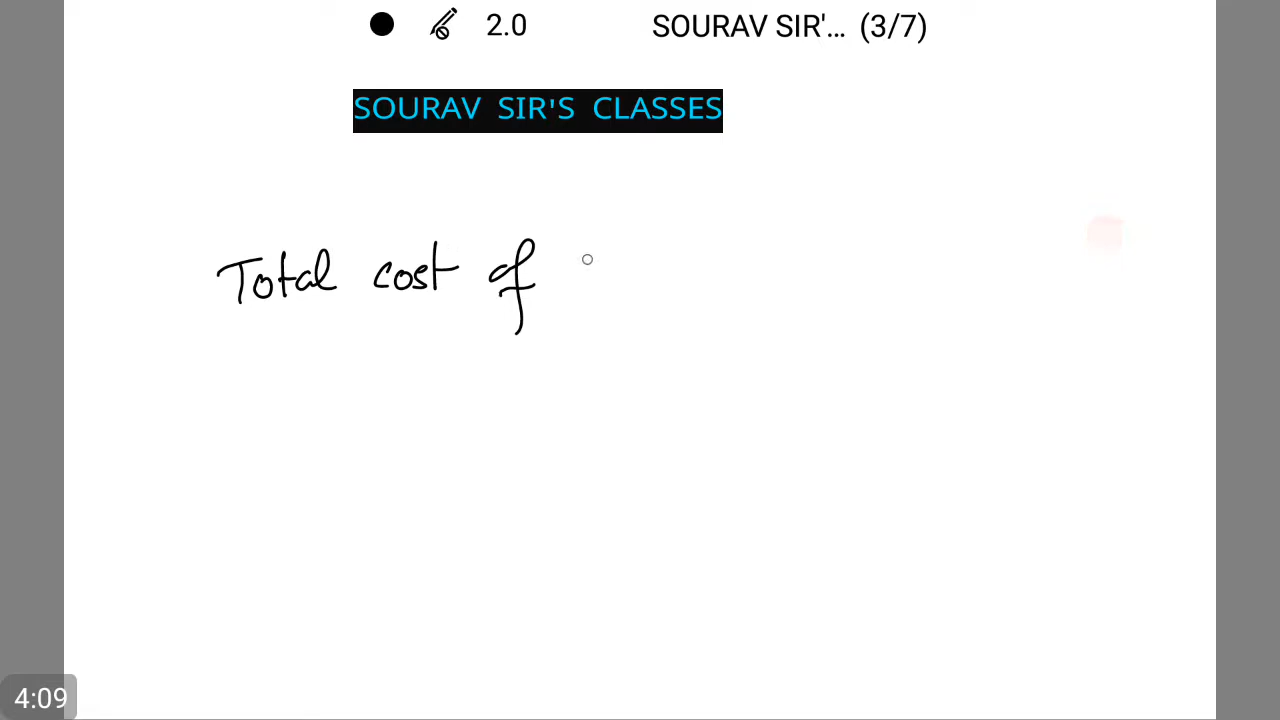 2.0 SOURAV SIR'... (3/7)
SOURAV SIR'S CLASSES
Total cost of
4:09